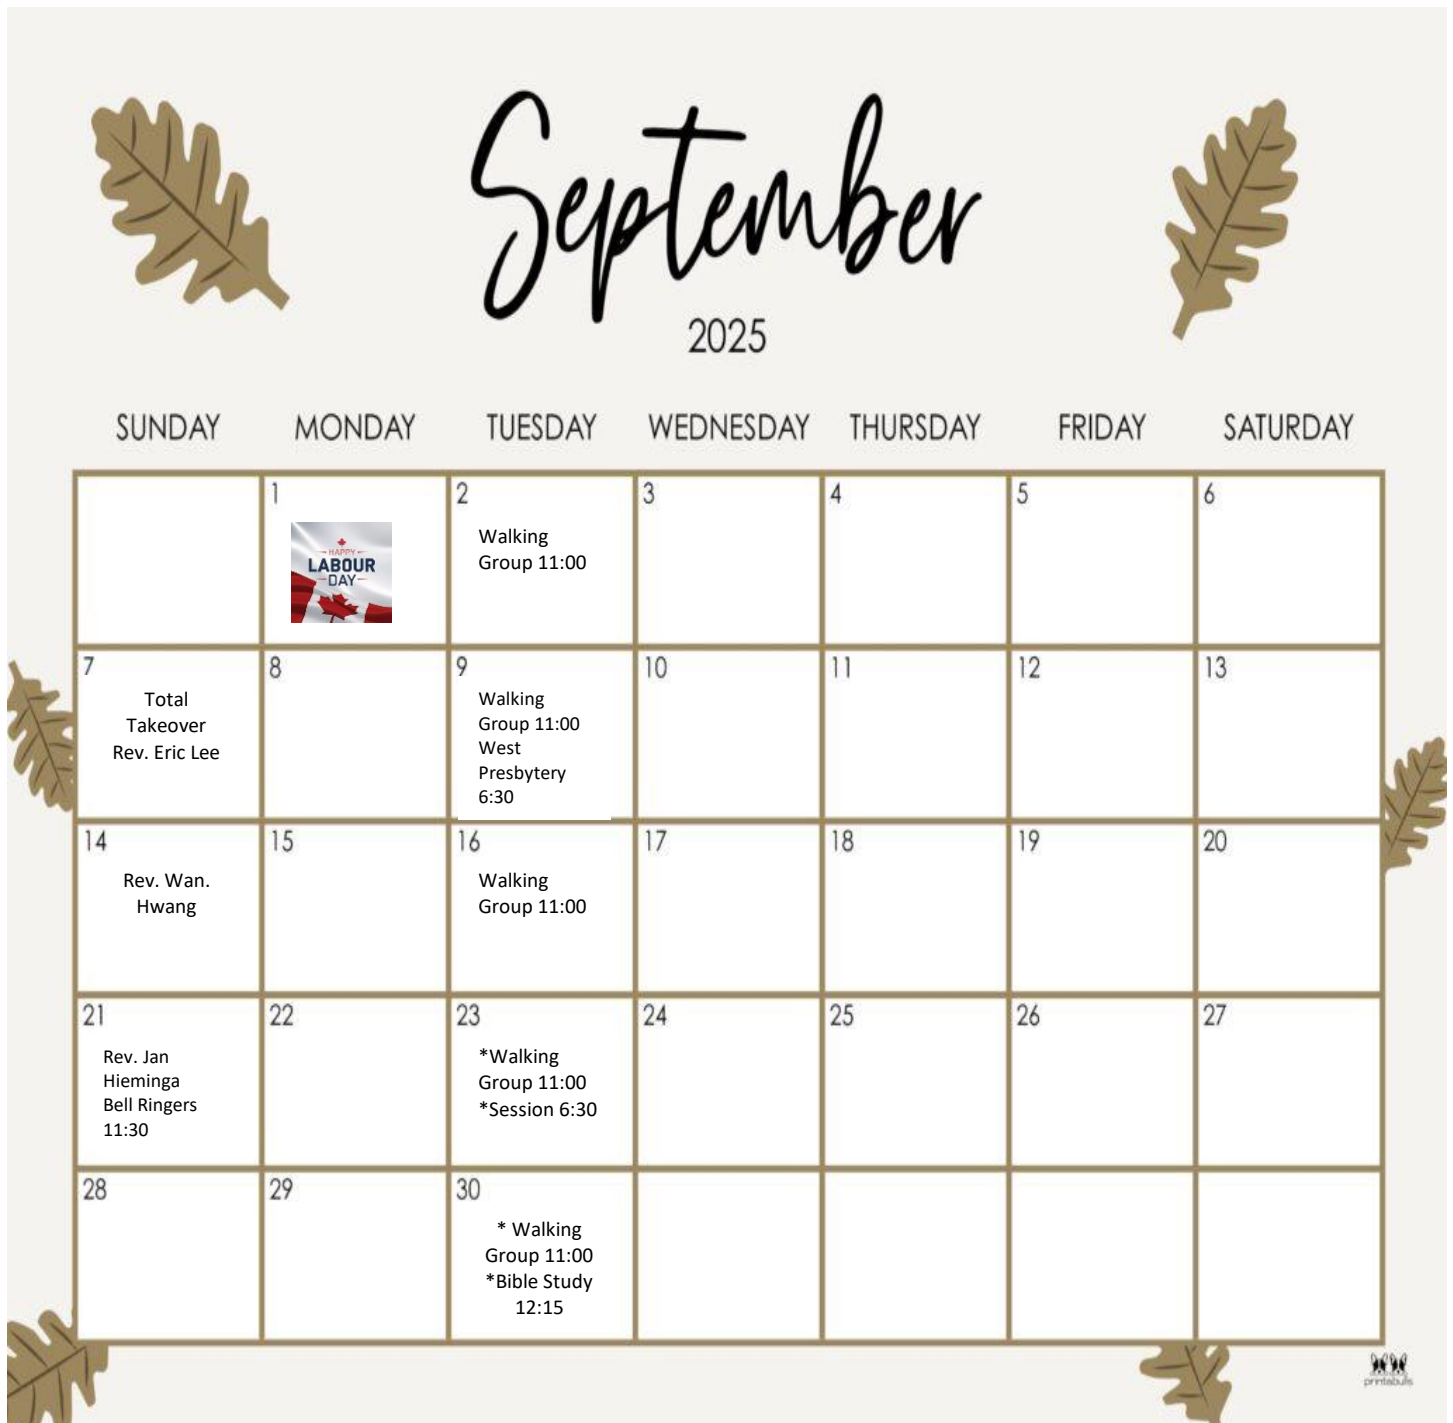 September
2025
SUNDAY MONDAY TUESDAY WEDNESDAY THURSDAY FRIDAY SATURDAY
1
HAPPY
LABOUR
DAY
2
Walking
Group 11:00
3
4
5
6
7
Total
Takeover
Rev. Eric Lee
8
9
Walking
Group 11:00
West
Presbytery
6:30
10
11
12
13
14
Rev. Wan.
Hwang
15
16
Walking
Group 11:00
17
18
19
20
21
Rev. Jan
Hieminga
Bell Ringers
11:30
22
23
*Walking
Group 11:00
*Session 6:30
24
25
26
27
28
29
30
* Walking
Group 11:00
*Bible Study
12:15
printabulls